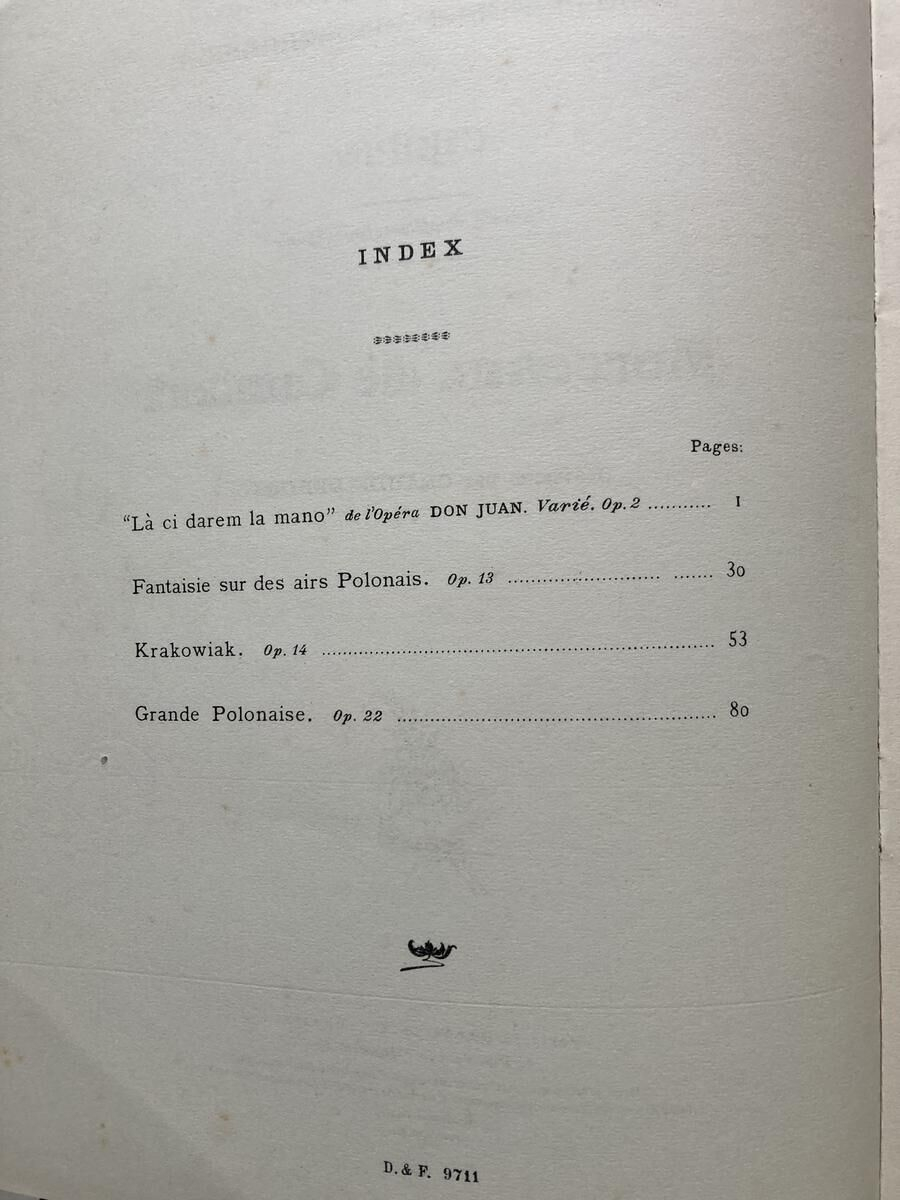 INDEX
Pages:
“Là ci darem la mano” de l'Opéra DON JUAN. Varié. Op. 2 ........... 1
Fantaisie sur des airs Polonais. Op. 13 ............................. ....... 30
Krakowiak. Op. 14 ........................................................................ 53
Grande Polonaise. Op. 22 .......................................................... 80
D. & F. 9711